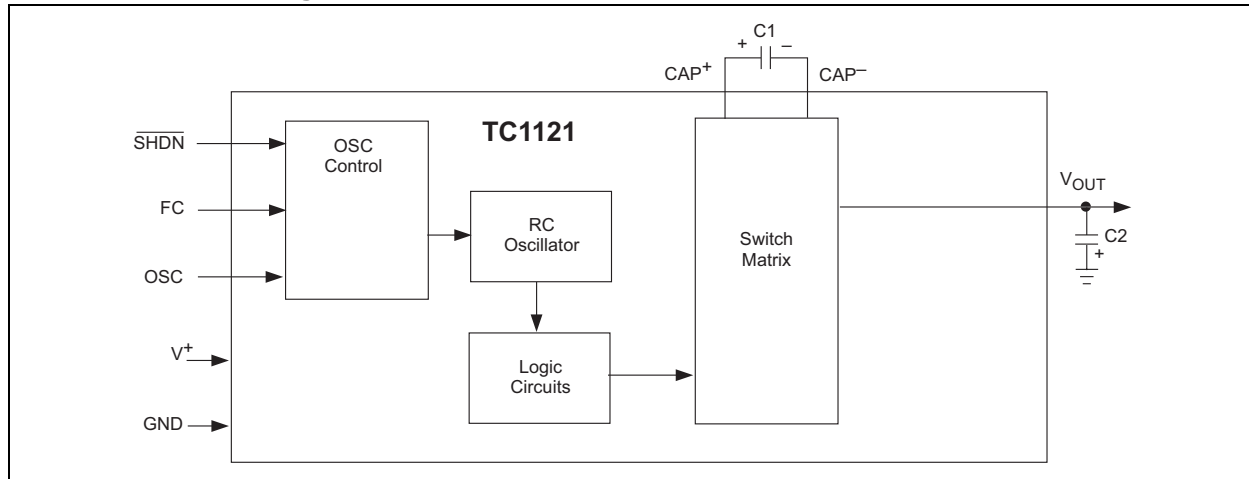 C1
+ –
CAP+ CAP–
TC1121
SHDN
OSC
Control
FC
RC
Oscillator
OSC
Switch
Matrix
VOUT
C2
+
V+
Logic
Circuits
GND